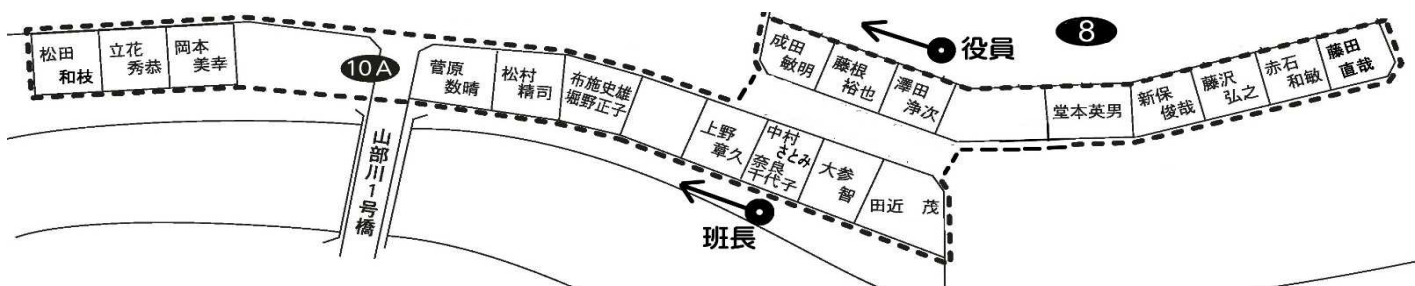 松田
和枝
立花
秀恭
岡本
美幸
10A
菅原
数晴
松村
精司
布施史雄
堀野正子
上野
章久
中村
さとみ
奈良
千代子
大参
智
田近 茂
山部川1号橋
班長
成田
敏明
藤根
裕也
澤田
浄次
役員
8
堂本英男
新保
俊哉
藤沢
弘之
赤石
和敏
藤田
直哉